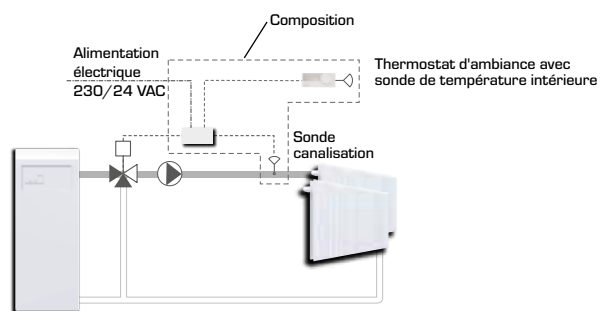 Composition
Alimentation
électrique
230/24 VAC
Thermostat d'ambiance avec
sonde de température intérieure
Sonde
canalisation